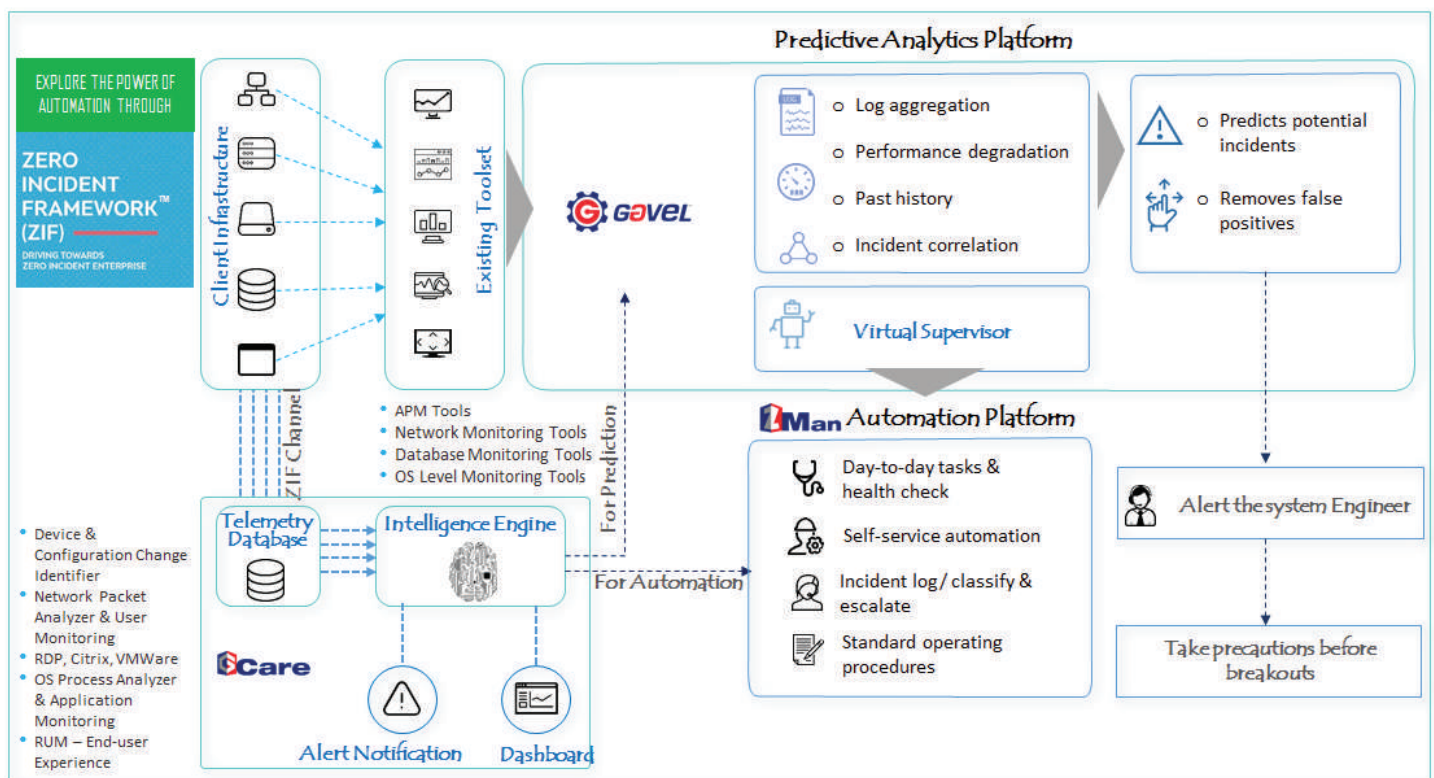 Predictive Analytics Platform
EXPLORE THE POWER OF
AUTOMATION THROUGH
ZERO
INCIDENT
FRAMEWORK™
(ZIF)
DRIVING TOWARDS
ZERO INCIDENT ENTERPRISE
Client Infrastructure
Existing Toolset
G GAVEL
LOG
o Log aggregation
o Performance degradation
o Past history
o Incident correlation
o Predicts potential
incidents
o Removes false
positives
Virtual Supervisor
ZIF Channel
• APM Tools
• Network Monitoring Tools
• Database Monitoring Tools
• OS Level Monitoring Tools
For Prediction
ZMan Automation Platform
Day-to-day tasks &
health check
Self-service automation
Incident log/ classify &
escalate
Standard operating
procedures
Alert the system Engineer
Take precautions before
breakouts
• Device &
Configuration Change
Identifier
• Network Packet
Analyzer & User
Monitoring
• RDP, Citrix, VMWare
• OS Process Analyzer
& Application
Monitoring
• RUM – End-user
Experience
Telemetry
Database
Intelligence Engine
For Automation
GCare
Alert Notification
Dashboard